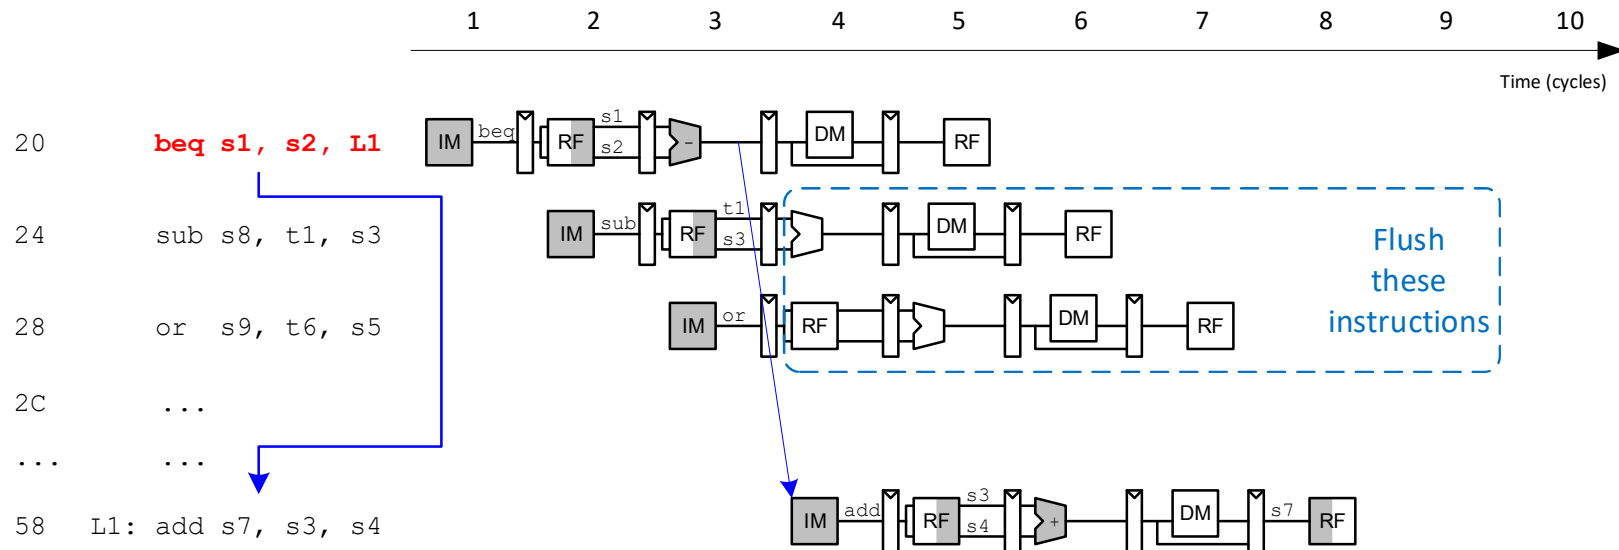 1 2 3 4 5 6 7 8 9 10
Time (cycles)
20 beq s1, s2, L1 IM beq RF s1 s2 - DM RF
24 sub s8, t1, s3 IM sub RF t1 s3 DM RF
28 or s9, t6, s5 IM or RF DM RF
Flush
these
instructions
2C ...
... ...
58 L1: add s7, s3, s4 IM add RF s3 s4 + DM s7 RF